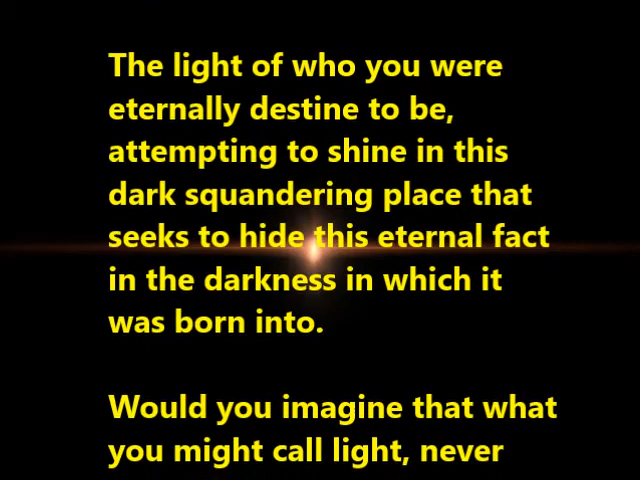 The light of who you were
eternally destine to be,
attempting to shine in this
dark squandering place that
seeks to hide this eternal fact
in the darkness in which it
was born into.
Would you imagine that what
you might call light, never